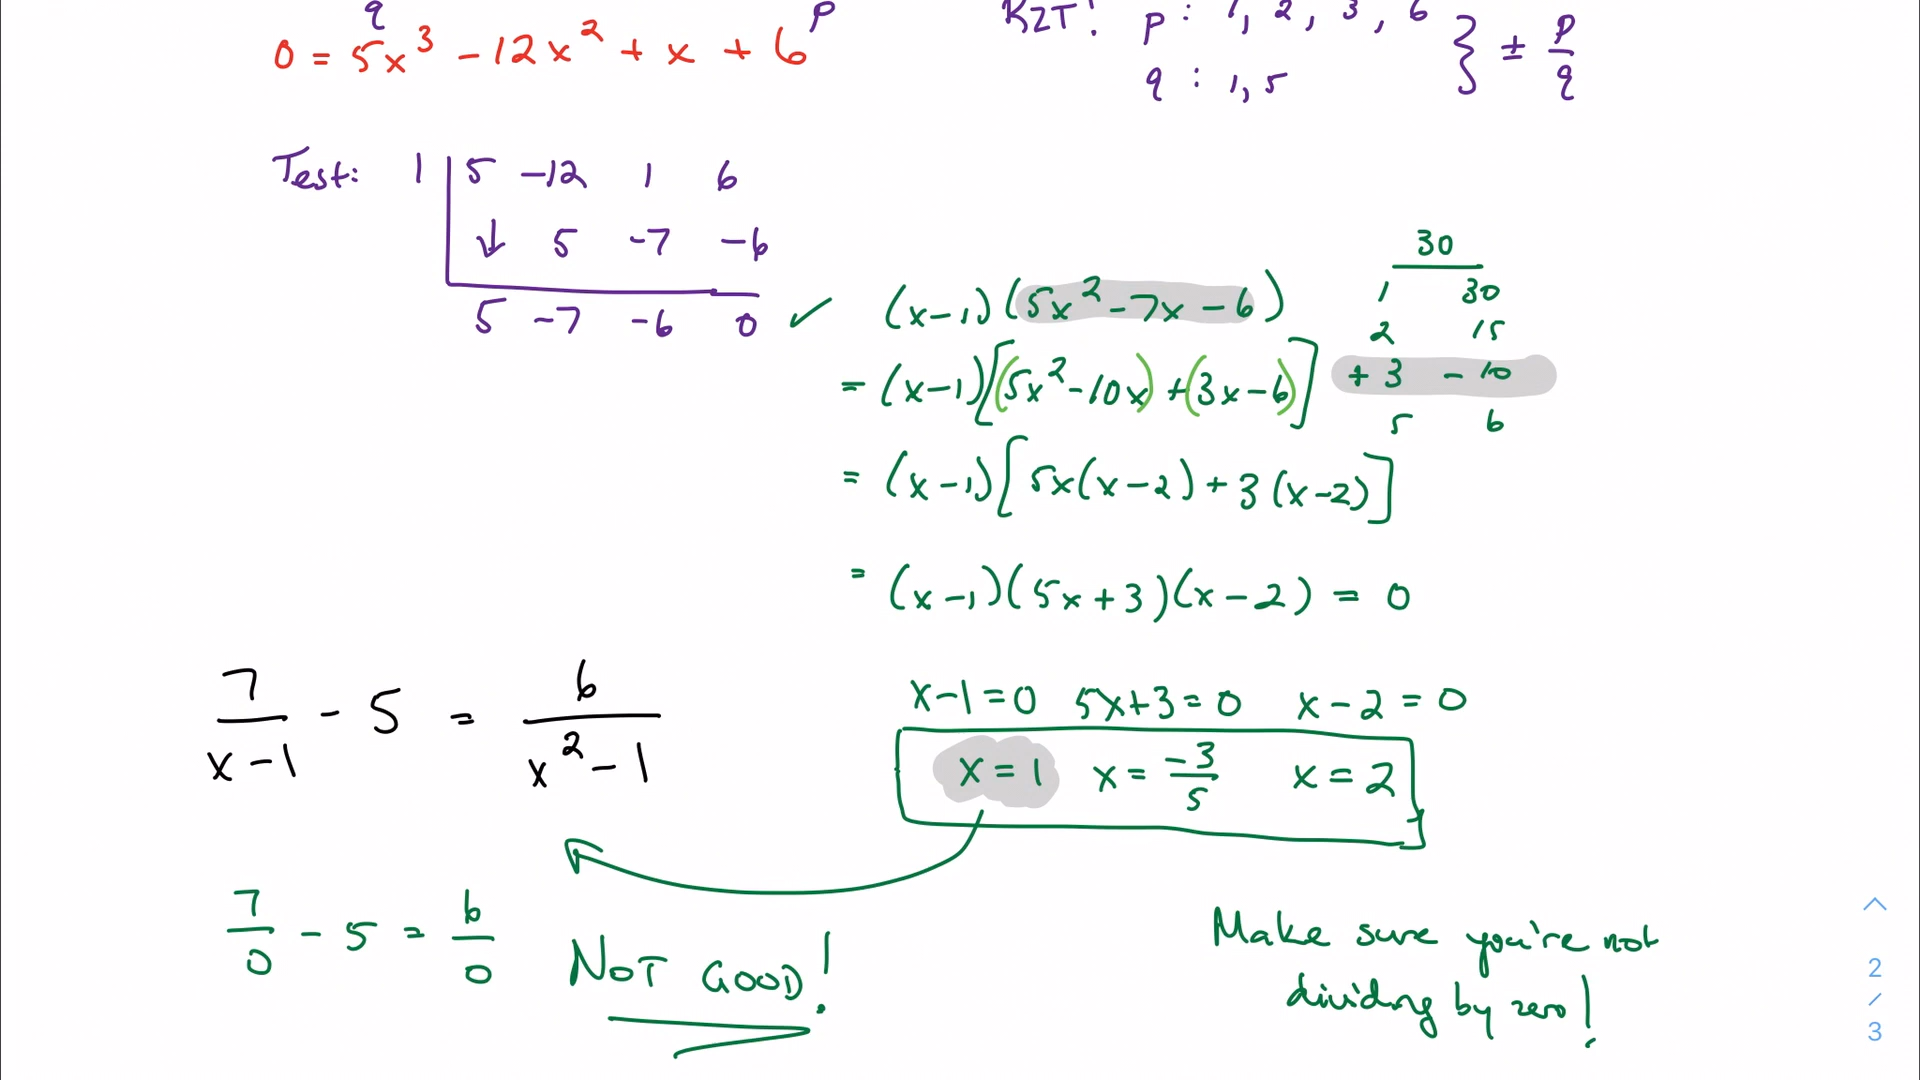 q p
0 = 5x³ - 12x² + x + 6
RZT! p : 1, 2, 3, 6 } ± p/q
q : 1, 5
Test: 1 | 5 -12 1 6
↓ 5 -7 -6
5 -7 -6 0 ✓
(x-1)(5x² - 7x - 6)
= (x-1)[(5x² - 10x) + (3x - 6)]
= (x-1)[5x(x-2) + 3(x-2)]
= (x-1)(5x+3)(x-2) = 0
30
1 30
2 15
+3 -10
5 6
x-1=0 5x+3=0 x-2=0
x=1 x=-3/5 x=2
7/(x-1) - 5 = 6/(x²-1)
7/0 - 5 = 6/0
NOT GOOD!
Make sure you're not
dividing by zero!
2
/
3